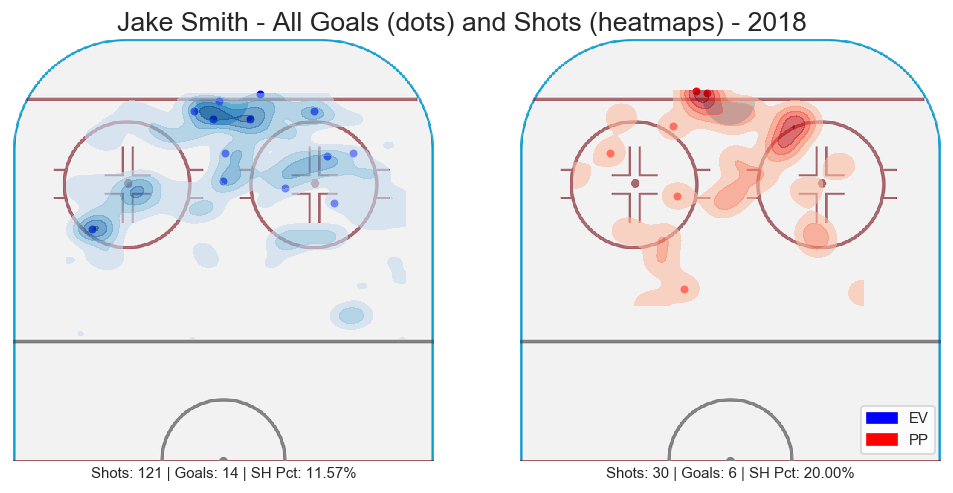 Jake Smith - All Goals (dots) and Shots (heatmaps) - 2018
EV
PP
Shots: 121 | Goals: 14 | SH Pct: 11.57%
Shots: 30 | Goals: 6 | SH Pct: 20.00%